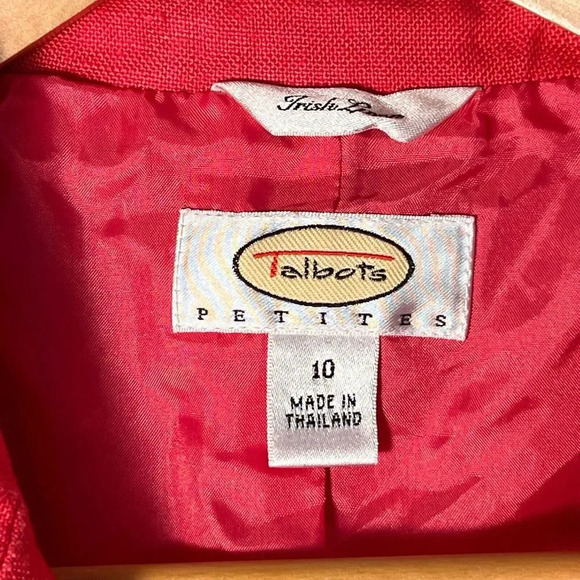 Irish Linen
Talbots
PETITES
10
MADE IN
THAILAND